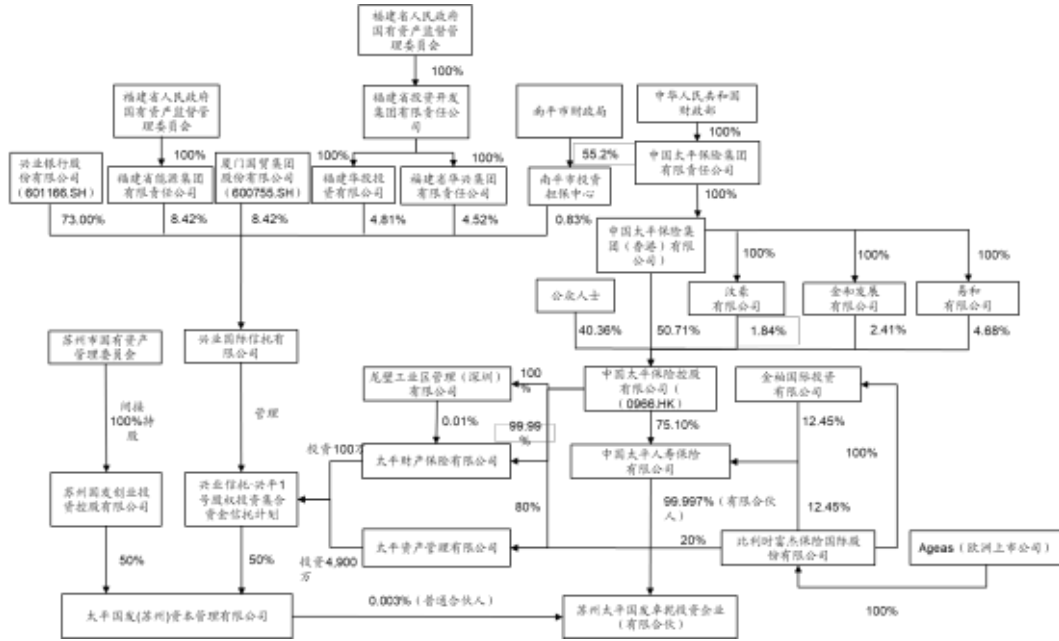 福建省人民政府
国有资产监督管
理委员会
100%
福建省人民政府
国有资产监督管
理委员会
福建省投资开发
集团有限责任公
司
南平市财政局
中华人民共和国
财政部
100%
100%
100%
100%
55.2%
兴业银行股
份有限公司
(601166.SH)
福建省能源集团
有限责任公司
厦门国贸集团
股份有限公司
(600755.SH)
福建华投投
资有限公司
福建省华兴集团
有限责任公司
南平市投资
担保中心
中国太平保险集团
有限责任公司
100%
73.00%
8.42%
8.42%
4.81%
4.52%
0.83%
中国太平保险集
团（香港）有限
公司
100%
100%
100%
公众人士
汶豪
有限公司
金和发展
有限公司
易和
有限公司
40.36%
50.71%
1.84%
2.41%
4.68%
苏州市国有资产
管理委员会
兴业国际信托有
限公司
龙璧工业区管理（深圳）
有限公司
100
%
中国太平保险控股
有限公司（
0966.HK）
金柚国际投资
有限公司
间接
100%持
股
管理
0.01%
99.99
%
75.10%
12.45%
投资100万
太平财产保险有限公司
中国太平人寿保险
有限公司
100%
苏州国发创业投
资控股有限公司
兴业信托·兴平1
号股权投资集合
资金信托计划
80%
99.997%（有限合伙
人）
12.45%
太平资产管理有限公司
20%
比利时富杰保险国际股
份有限公司
Ageas（欧洲上市公司）
50%
50%
投资4,900
万
100%
太平国发(苏州)资本管理有限公司
0.003%（普通合伙人）
苏州太平国发卓乾投资企业
（有限合伙）